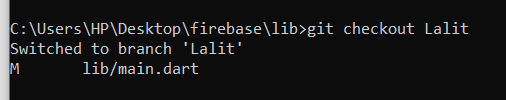 C:\Users\HP\Desktop\firebase\lib>git checkout Lalit
Switched to branch 'Lalit'
M       lib/main.dart